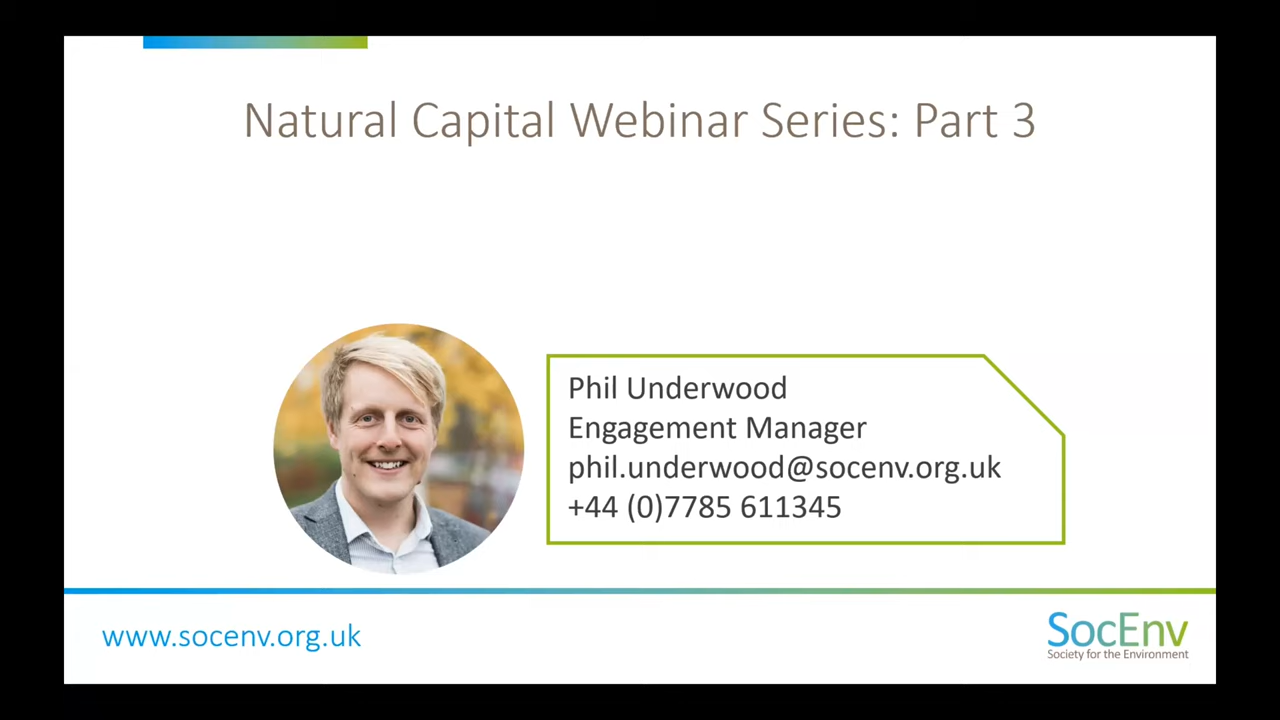 Natural Capital Webinar Series: Part 3
Phil Underwood
Engagement Manager
phil.underwood@socenv.org.uk
+44 (0)7785 611345
www.socenv.org.uk
SocEnv
Society for the Environment